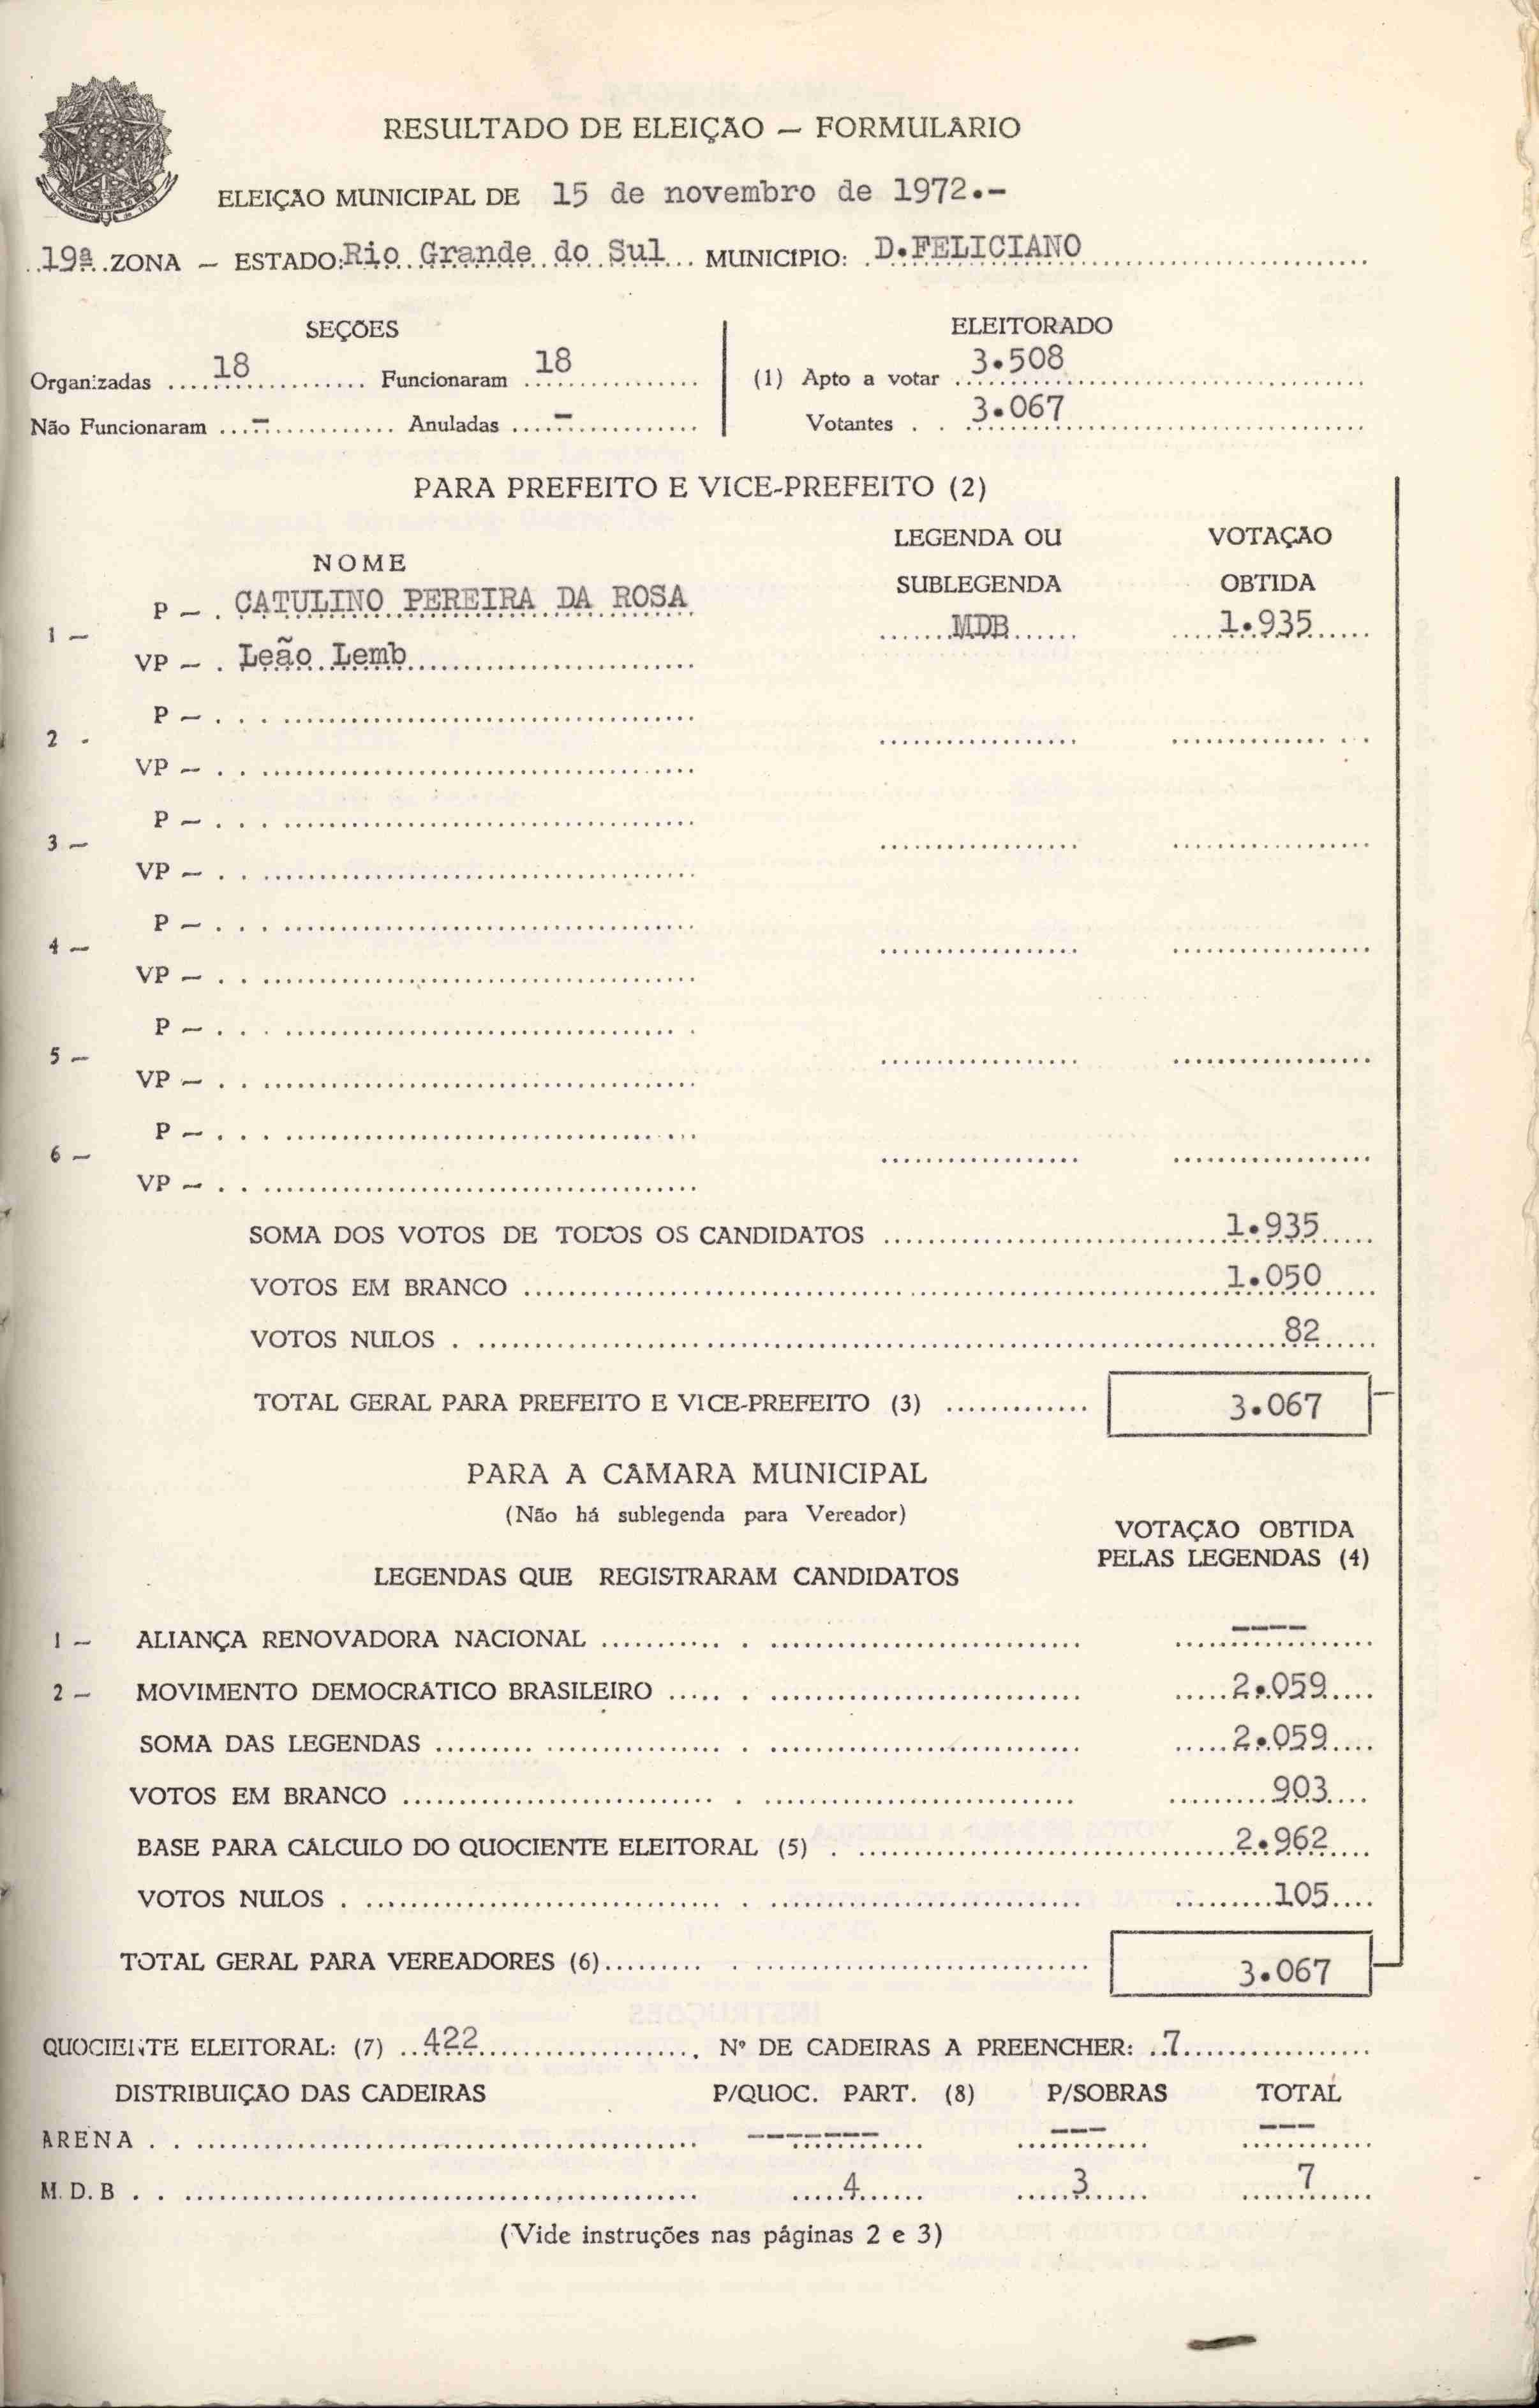 RESULTADO DE ELEIÇÃO — FORMULÁRIO
ELEIÇÃO MUNICIPAL DE 15 de novembro de 1972.-
19ª ZONA — ESTADO: Rio Grande do Sul MUNICÍPIO: D.FELICIANO
SEÇÕES ELEITORADO
Organizadas 18 Funcionaram 18 (1) Apto a votar 3.508
Não Funcionaram - Anuladas - Votantes 3.067
PARA PREFEITO E VICE-PREFEITO (2)
NOME LEGENDA OU SUBLEGENDA VOTAÇÃO OBTIDA
1 — P — CATULINO PEREIRA DA ROSA MDB 1.935
VP — Leão Lemb
2 - P —
VP —
3 — P —
VP —
4 — P —
VP —
5 — P —
VP —
6 — P —
VP —
SOMA DOS VOTOS DE TODOS OS CANDIDATOS 1.935
VOTOS EM BRANCO 1.050
VOTOS NULOS 82
TOTAL GERAL PARA PREFEITO E VICE-PREFEITO (3) 3.067
PARA A CÂMARA MUNICIPAL
(Não há sublegenda para Vereador)
LEGENDAS QUE REGISTRARAM CANDIDATOS VOTAÇÃO OBTIDA PELAS LEGENDAS (4)
1 — ALIANÇA RENOVADORA NACIONAL ----
2 — MOVIMENTO DEMOCRÁTICO BRASILEIRO 2.059
SOMA DAS LEGENDAS 2.059
VOTOS EM BRANCO 903
BASE PARA CÁLCULO DO QUOCIENTE ELEITORAL (5) 2.962
VOTOS NULOS 105
TOTAL GERAL PARA VEREADORES (6) 3.067
QUOCIENTE ELEITORAL: (7) 422 Nº DE CADEIRAS A PREENCHER: 7
DISTRIBUIÇÃO DAS CADEIRAS P/QUOC. PART. (8) P/SOBRAS TOTAL
ARENA ------- --- ---
M.D.B 4 3 7
(Vide instruções nas páginas 2 e 3)